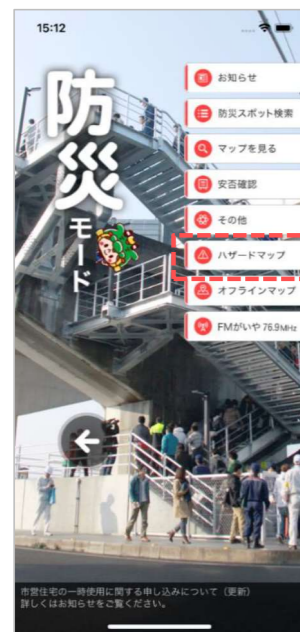 15:12
防災
モード
お知らせ
防災スポット検索
マップを見る
安否確認
その他
ハザードマップ
オフラインマップ
FMがいや 76.9MHz
市営住宅の一時使用に関する申し込みについて（更新）
詳しくはお知らせをご覧ください。